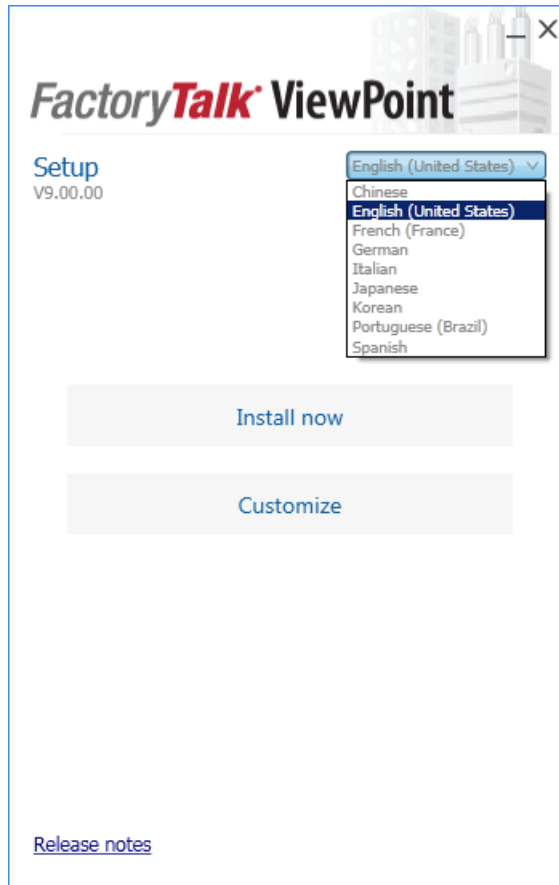 FactoryTalk ViewPoint
Setup
V9.00.00
English (United States)
Chinese
English (United States)
French (France)
German
Italian
Japanese
Korean
Portuguese (Brazil)
Spanish
Install now
Customize
Release notes